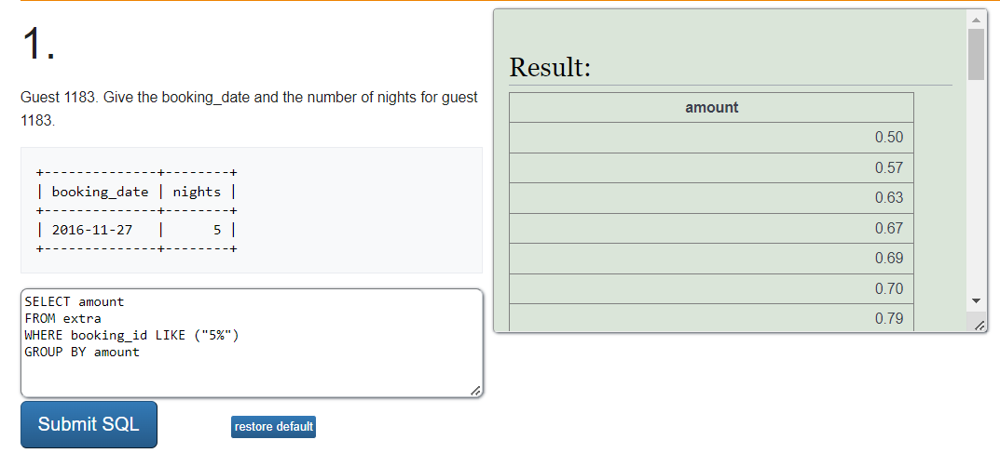 1.
Guest 1183. Give the booking_date and the number of nights for guest
1183.
+--------------+--------+
| booking_date | nights |
+--------------+--------+
| 2016-11-27   |      5 |
+--------------+--------+
SELECT amount
FROM extra
WHERE booking_id LIKE ("5%")
GROUP BY amount
Submit SQL
restore default
Result:
amount
0.50
0.57
0.63
0.67
0.69
0.70
0.79